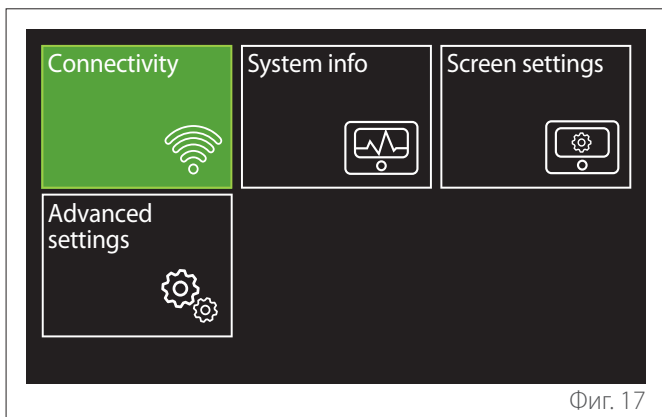 Connectivity
System info
Screen settings
Advanced
settings
Фиг. 17